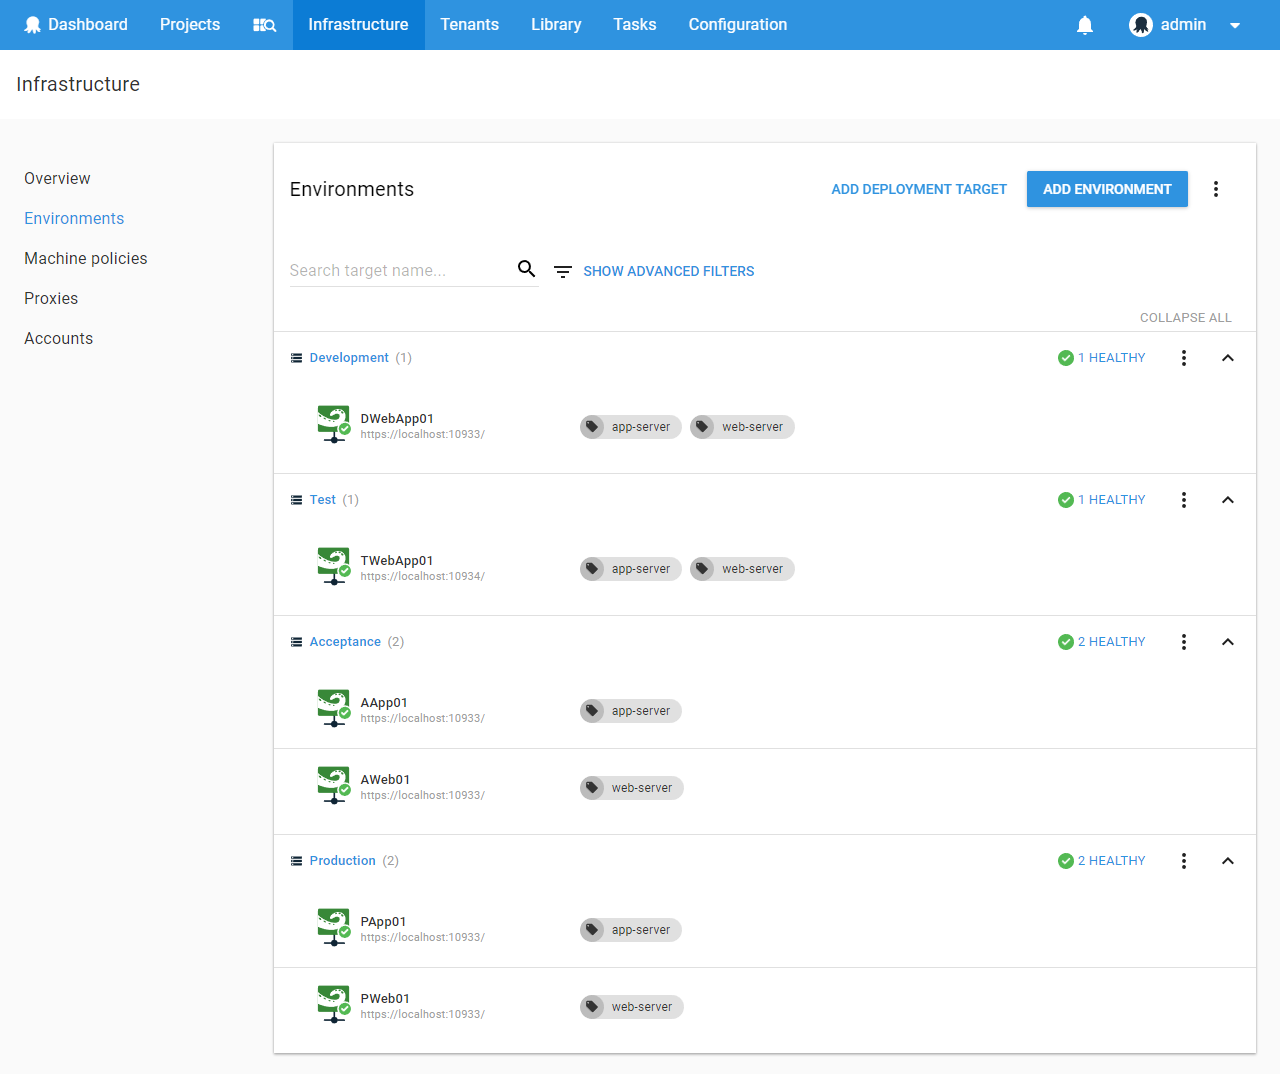 Dashboard Projects Infrastructure Tenants Library Tasks Configuration admin
Infrastructure
Overview
Environments
Machine policies
Proxies
Accounts
Environments
ADD DEPLOYMENT TARGET ADD ENVIRONMENT
Search target name... SHOW ADVANCED FILTERS
COLLAPSE ALL
Development (1) 1 HEALTHY
DWebApp01
https://localhost:10933/
app-server web-server
Test (1) 1 HEALTHY
TWebApp01
https://localhost:10934/
app-server web-server
Acceptance (2) 2 HEALTHY
AApp01
https://localhost:10933/
app-server
AWeb01
https://localhost:10933/
web-server
Production (2) 2 HEALTHY
PApp01
https://localhost:10933/
app-server
PWeb01
https://localhost:10933/
web-server